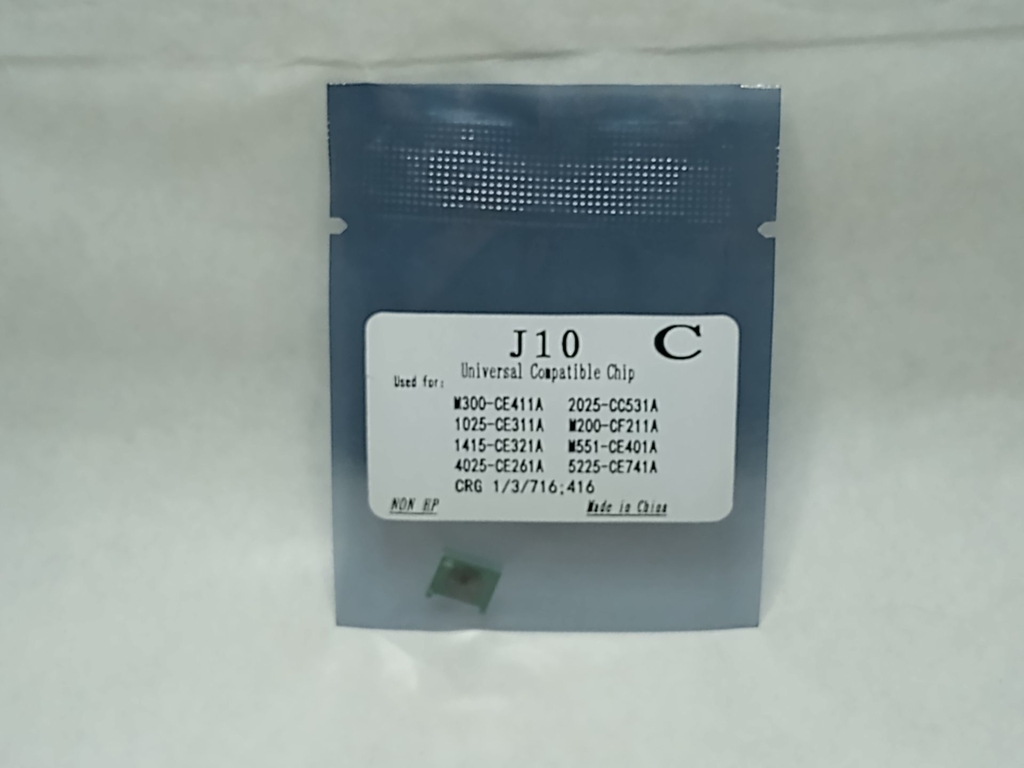 J10 C
Universal Compatible Chip
Used for:
M300-CE411A 2025-CC531A
1025-CE311A M200-CF211A
1415-CE321A M551-CE401A
4025-CE261A 5225-CE741A
CRG 1/3/716;416
NON HP Made in China